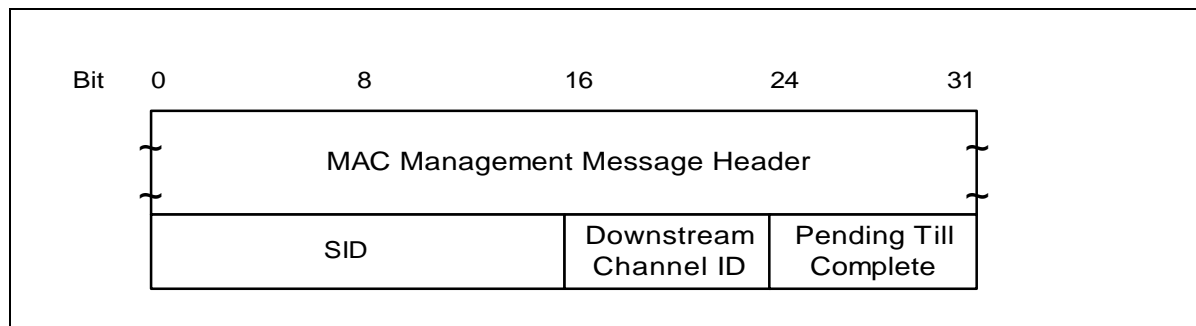 Bit 0 8 16 24 31
MAC Management Message Header
SID
Downstream
Channel ID
Pending Till
Complete